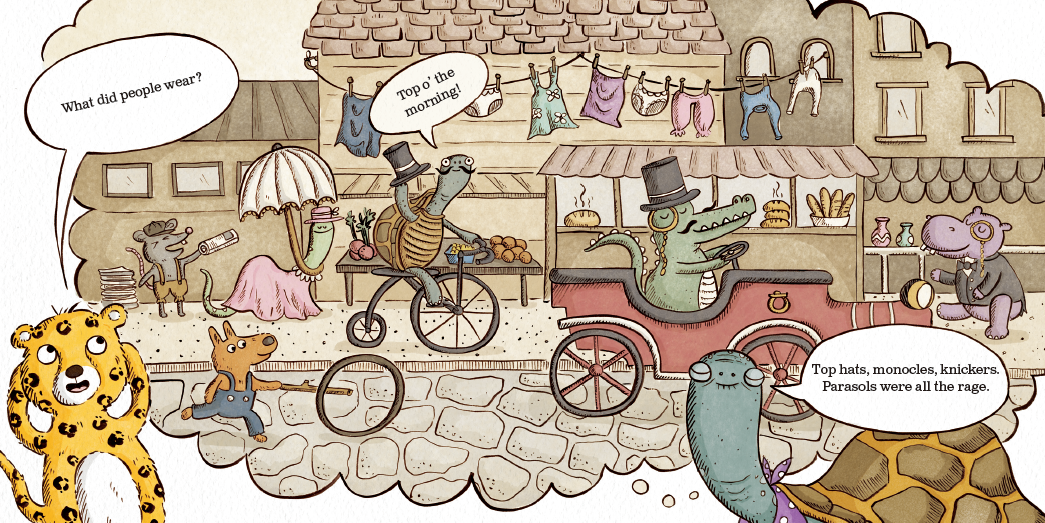 What did people wear?
Top o' the
morning!
Top hats, monocles, knickers.
Parasols were all the rage.